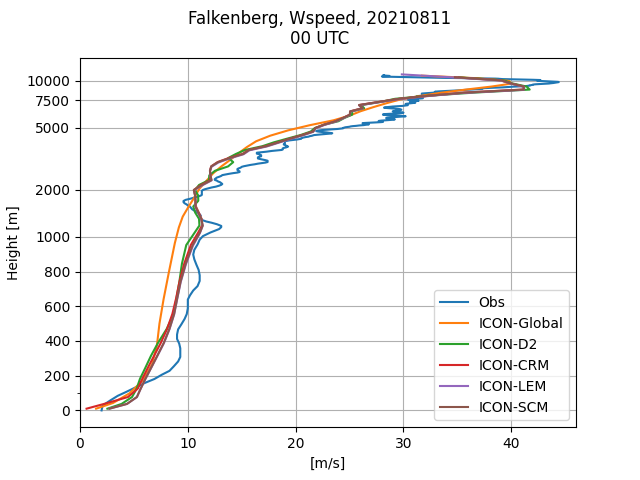 Falkenberg, Wspeed, 20210811
00 UTC
10000
7500
5000
2000
1000
800
600
400
200
0
Height [m]
0 10 20 30 40
[m/s]
Obs
ICON-Global
ICON-D2
ICON-CRM
ICON-LEM
ICON-SCM